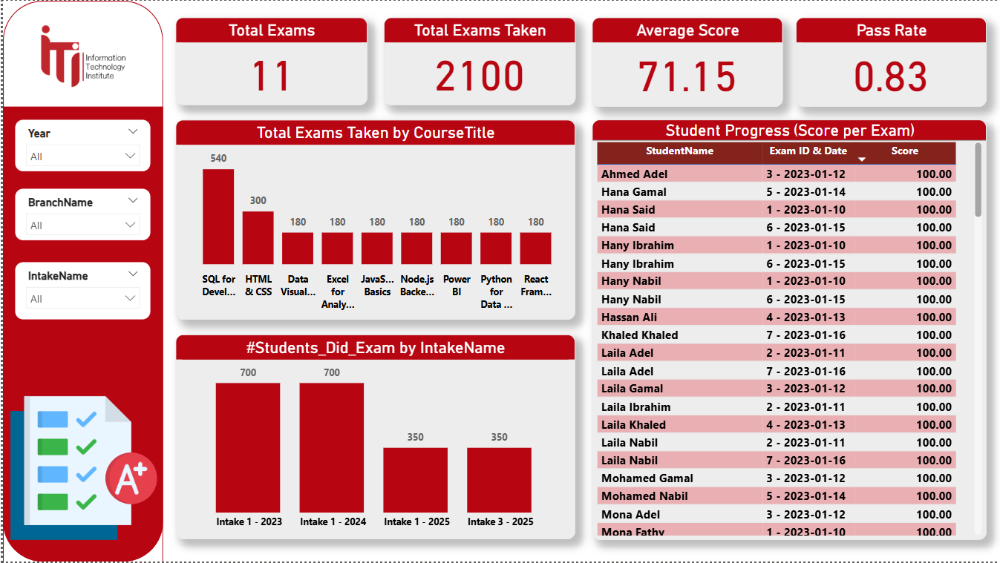 iTi
Information
Technology
Institute
Year
All
BranchName
All
IntakeName
All
A+
Total Exams
11
Total Exams Taken
2100
Average Score
71.15
Pass Rate
0.83
Total Exams Taken by CourseTitle
540
300
180
180
180
180
180
180
180
SQL for
Devel...
HTML
& CSS
Data
Visual...
Excel
for
Analy...
JavaS...
Basics
Node.js
Backe...
Power
BI
Python
for
Data ...
React
Fram...
#Students_Did_Exam by IntakeName
700
700
350
350
Intake 1 - 2023
Intake 1 - 2024
Intake 1 - 2025
Intake 3 - 2025
Student Progress (Score per Exam)
StudentName Exam ID & Date Score
Ahmed Adel 3 - 2023-01-12 100.00
Hana Gamal 5 - 2023-01-14 100.00
Hana Said 1 - 2023-01-10 100.00
Hana Said 6 - 2023-01-15 100.00
Hany Ibrahim 1 - 2023-01-10 100.00
Hany Ibrahim 6 - 2023-01-15 100.00
Hany Nabil 1 - 2023-01-10 100.00
Hany Nabil 6 - 2023-01-15 100.00
Hassan Ali 4 - 2023-01-13 100.00
Khaled Khaled 7 - 2023-01-16 100.00
Laila Adel 2 - 2023-01-11 100.00
Laila Adel 7 - 2023-01-16 100.00
Laila Gamal 3 - 2023-01-12 100.00
Laila Ibrahim 2 - 2023-01-11 100.00
Laila Khaled 4 - 2023-01-13 100.00
Laila Nabil 2 - 2023-01-11 100.00
Laila Nabil 7 - 2023-01-16 100.00
Mohamed Gamal 3 - 2023-01-12 100.00
Mohamed Nabil 5 - 2023-01-14 100.00
Mona Adel 3 - 2023-01-12 100.00
Mona Fathy 1 - 2023-01-10 100.00